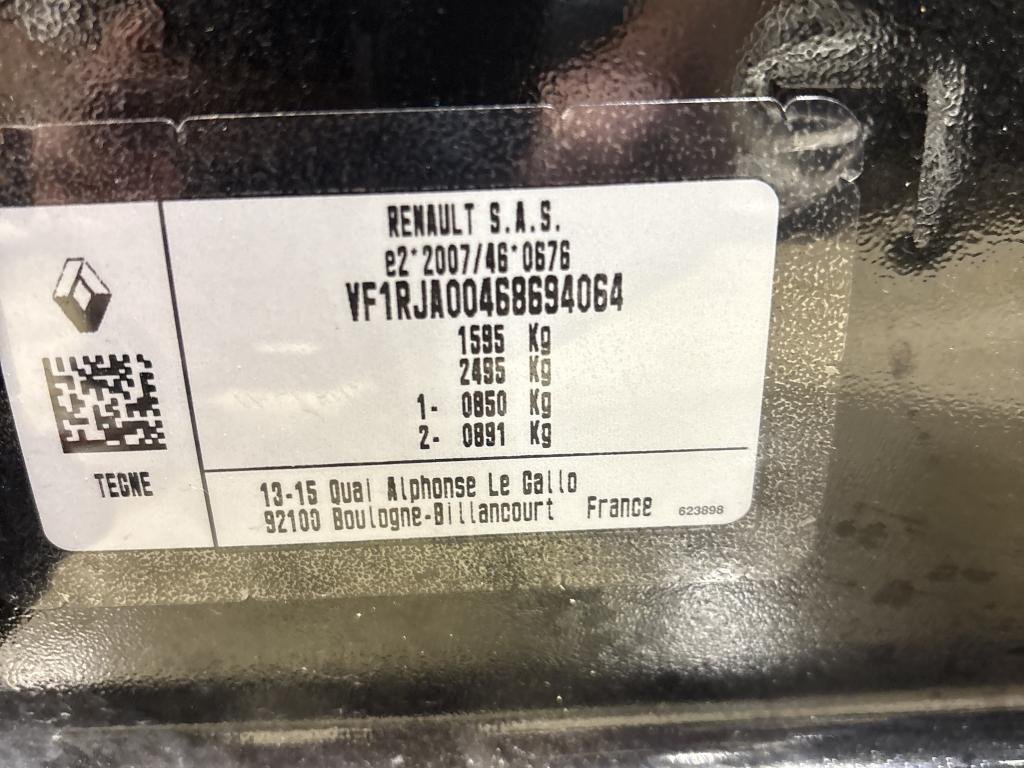 RENAULT S.A.S.
e2*2007/46*0676
VF1RJA00468694064
1595 Kg
2495 Kg
1- 0850 Kg
2- 0891 Kg
TEGNE
13-15 Quai Alphonse Le Gallo
92100 Boulogne-Billancourt France
623898